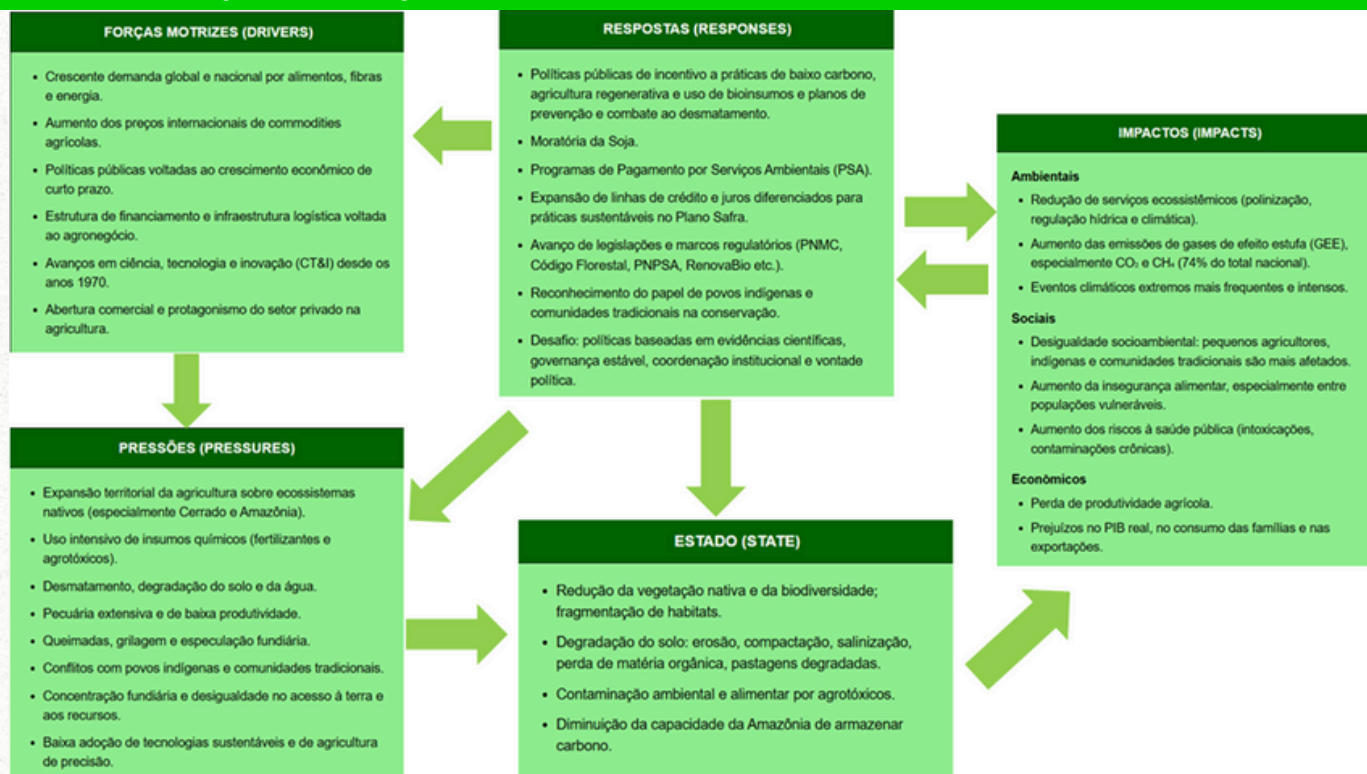 FORÇAS MOTRIZES (DRIVERS)
• Crescente demanda global e nacional por alimentos, fibras
e energia.
• Aumento dos preços internacionais de commodities
agrícolas.
• Políticas públicas voltadas ao crescimento econômico de
curto prazo.
• Estrutura de financiamento e infraestrutura logística voltada
ao agronegócio.
• Avanços em ciência, tecnologia e inovação (CT&I) desde os
anos 1970.
• Abertura comercial e protagonismo do setor privado na
agricultura.
RESPOSTAS (RESPONSES)
• Políticas públicas de incentivo a práticas de baixo carbono,
agricultura regenerativa e uso de bioinsumos e planos de
prevenção e combate ao desmatamento.
• Moratória da Soja.
• Programas de Pagamento por Serviços Ambientais (PSA).
• Expansão de linhas de crédito e juros diferenciados para
práticas sustentáveis no Plano Safra.
• Avanço de legislações e marcos regulatórios (PNMC,
Código Florestal, PNPSA, RenovaBio etc.).
• Reconhecimento do papel de povos indígenas e
comunidades tradicionais na conservação.
• Desafio: políticas baseadas em evidências científicas,
governança estável, coordenação institucional e vontade
política.
IMPACTOS (IMPACTS)
Ambientais
• Redução de serviços ecossistêmicos (polinização,
regulação hídrica e climática).
• Aumento das emissões de gases de efeito estufa (GEE),
especialmente CO₂ e CH₄ (74% do total nacional).
• Eventos climáticos extremos mais frequentes e intensos.
Sociais
• Desigualdade socioambiental: pequenos agricultores,
indígenas e comunidades tradicionais são mais afetados.
• Aumento da insegurança alimentar, especialmente entre
populações vulneráveis.
• Aumento dos riscos à saúde pública (intoxicações,
contaminações crônicas).
Econômicos
• Perda de produtividade agrícola.
• Prejuízos no PIB real, no consumo das famílias e nas
exportações.
PRESSÕES (PRESSURES)
• Expansão territorial da agricultura sobre ecossistemas
nativos (especialmente Cerrado e Amazônia).
• Uso intensivo de insumos químicos (fertilizantes e
agrotóxicos).
• Desmatamento, degradação do solo e da água.
• Pecuária extensiva e de baixa produtividade.
• Queimadas, grilagem e especulação fundiária.
• Conflitos com povos indígenas e comunidades tradicionais.
• Concentração fundiária e desigualdade no acesso à terra e
aos recursos.
• Baixa adoção de tecnologias sustentáveis e de agricultura
de precisão.
ESTADO (STATE)
• Redução da vegetação nativa e da biodiversidade;
fragmentação de habitats.
• Degradação do solo: erosão, compactação, salinização,
perda de matéria orgânica, pastagens degradadas.
• Contaminação ambiental e alimentar por agrotóxicos.
• Diminuição da capacidade da Amazônia de armazenar
carbono.